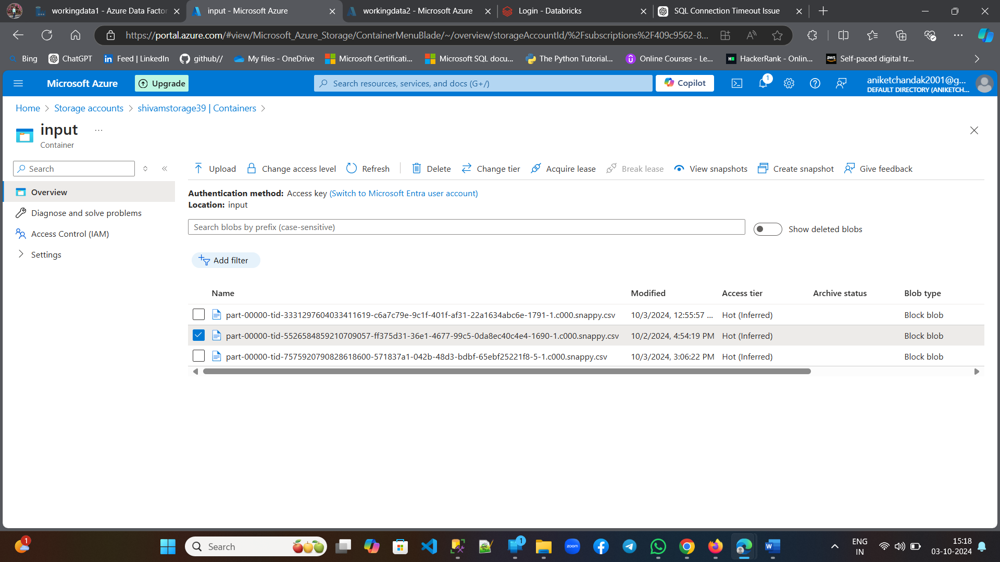 workingdata1 - Azure Data Factor
input - Microsoft Azure
workingdata2 - Microsoft Azure
Login - Databricks
SQL Connection Timeout Issue
https://portal.azure.com/#view/Microsoft_Azure_Storage/ContainerMenuBlade/~/overview/storageAccountId/%2Fsubscriptions%2F409c9562-8...
Bing
ChatGPT
Feed | LinkedIn
github//
My files - OneDrive
Microsoft Certificati...
Microsoft SQL docu...
The Python Tutorial...
Online Courses - Le...
HackerRank - Onlin...
aws
Self-paced digital tr...
Microsoft Azure
Upgrade
Search resources, services, and docs (G+/)
Copilot
1
aniketchandak2001@g...
DEFAULT DIRECTORY (ANIKETCH...
Home > Storage accounts > shivamstorage39 | Containers >
input ...
Container
Search
Upload
Change access level
Refresh
Delete
Change tier
Acquire lease
Break lease
View snapshots
Create snapshot
Give feedback
Overview
Diagnose and solve problems
Access Control (IAM)
Settings
Authentication method: Access key (Switch to Microsoft Entra user account)
Location: input
Search blobs by prefix (case-sensitive)
Show deleted blobs
Add filter
Name Modified Access tier Archive status Blob type
part-00000-tid-3331297604033411619-c6a7c79e-9c1f-401f-af31-22a1634abc6e-1791-1.c000.snappy.csv 10/3/2024, 12:55:57 ... Hot (Inferred) Block blob
part-00000-tid-5526584859210709057-ff375d31-36e1-4677-99c5-0da8ec40c4e4-1690-1.c000.snappy.csv 10/2/2024, 4:54:19 PM Hot (Inferred) Block blob
part-00000-tid-7575920790828618600-571837a1-042b-48d3-bdbf-65ebf25221f8-5-1.c000.snappy.csv 10/3/2024, 3:06:22 PM Hot (Inferred) Block blob
1
Search
1
zoom
ENG
IN
15:18
03-10-2024